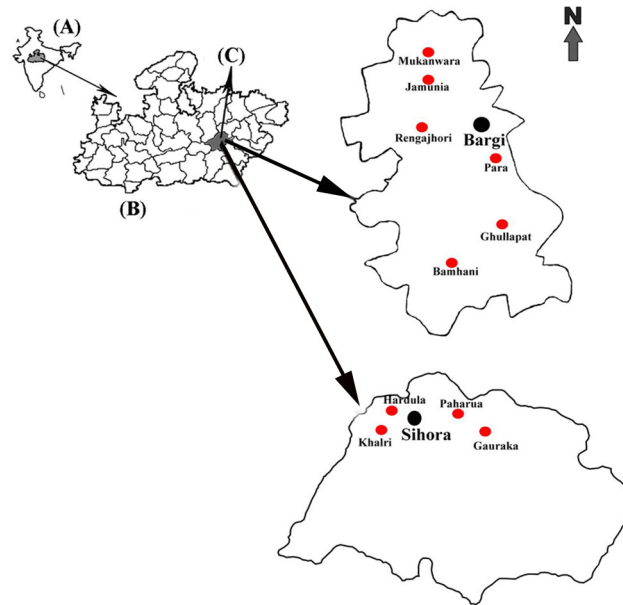 (A)
(C)
(B)
N
Mukanwara
Jamunia
Rengajhori
Bargi
Para
Ghullapat
Bamhani
Hardula
Paharua
Khalri
Sihora
Gauraka